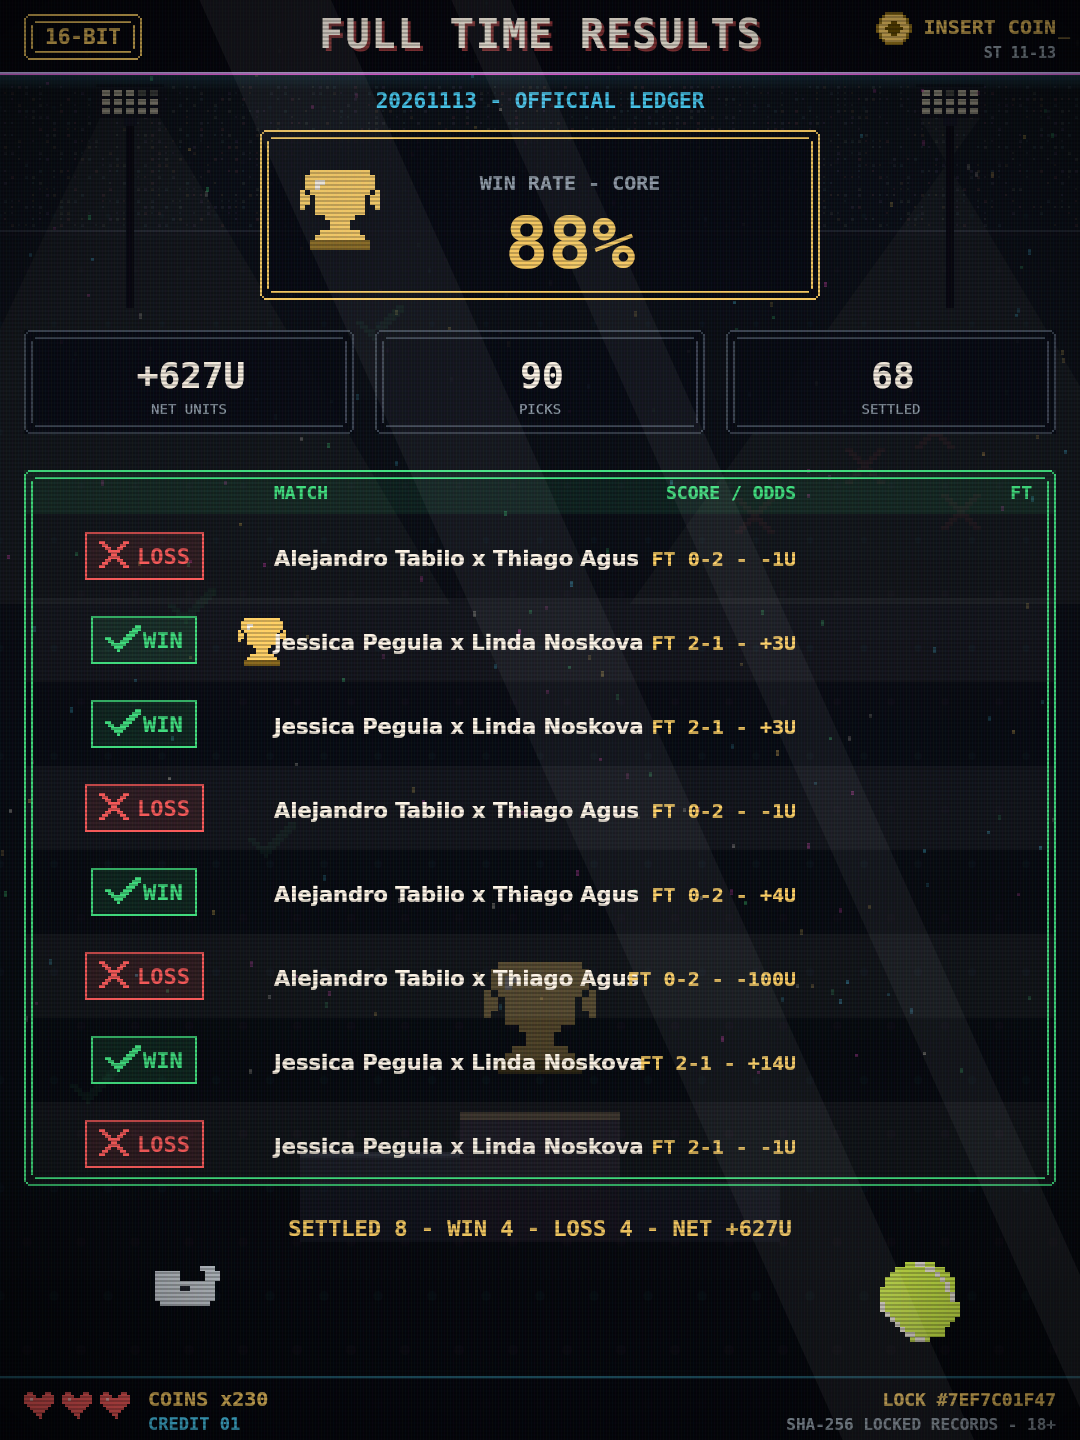 16-BIT
FULL TIME RESULTS
INSERT COIN_
ST 11-13
20261113 - OFFICIAL LEDGER
WIN RATE - CORE
88%
+627U
NET UNITS
90
PICKS
68
SETTLED
MATCH SCORE / ODDS FT
LOSS Alejandro Tabilo x Thiago Agus FT 0-2 - -1U
WIN Jessica Pegula x Linda Noskova FT 2-1 - +3U
WIN Jessica Pegula x Linda Noskova FT 2-1 - +3U
LOSS Alejandro Tabilo x Thiago Agus FT 0-2 - -1U
WIN Alejandro Tabilo x Thiago Agus FT 0-2 - +4U
LOSS Alejandro Tabilo x Thiago Agus FT 0-2 - -100U
WIN Jessica Pegula x Linda Noskova FT 2-1 - +14U
LOSS Jessica Pegula x Linda Noskova FT 2-1 - -1U
SETTLED 8 - WIN 4 - LOSS 4 - NET +627U
COINS x230
CREDIT 01
LOCK #7EF7C01F47
SHA-256 LOCKED RECORDS - 18+